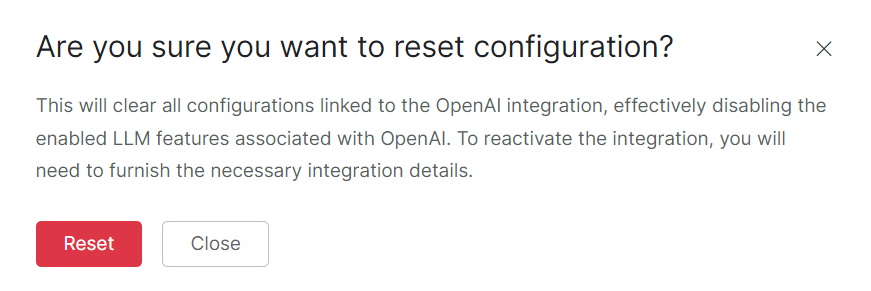 Are you sure you want to reset configuration?
This will clear all configurations linked to the OpenAI integration, effectively disabling the
enabled LLM features associated with OpenAI. To reactivate the integration, you will
need to furnish the necessary integration details.
Reset
Close